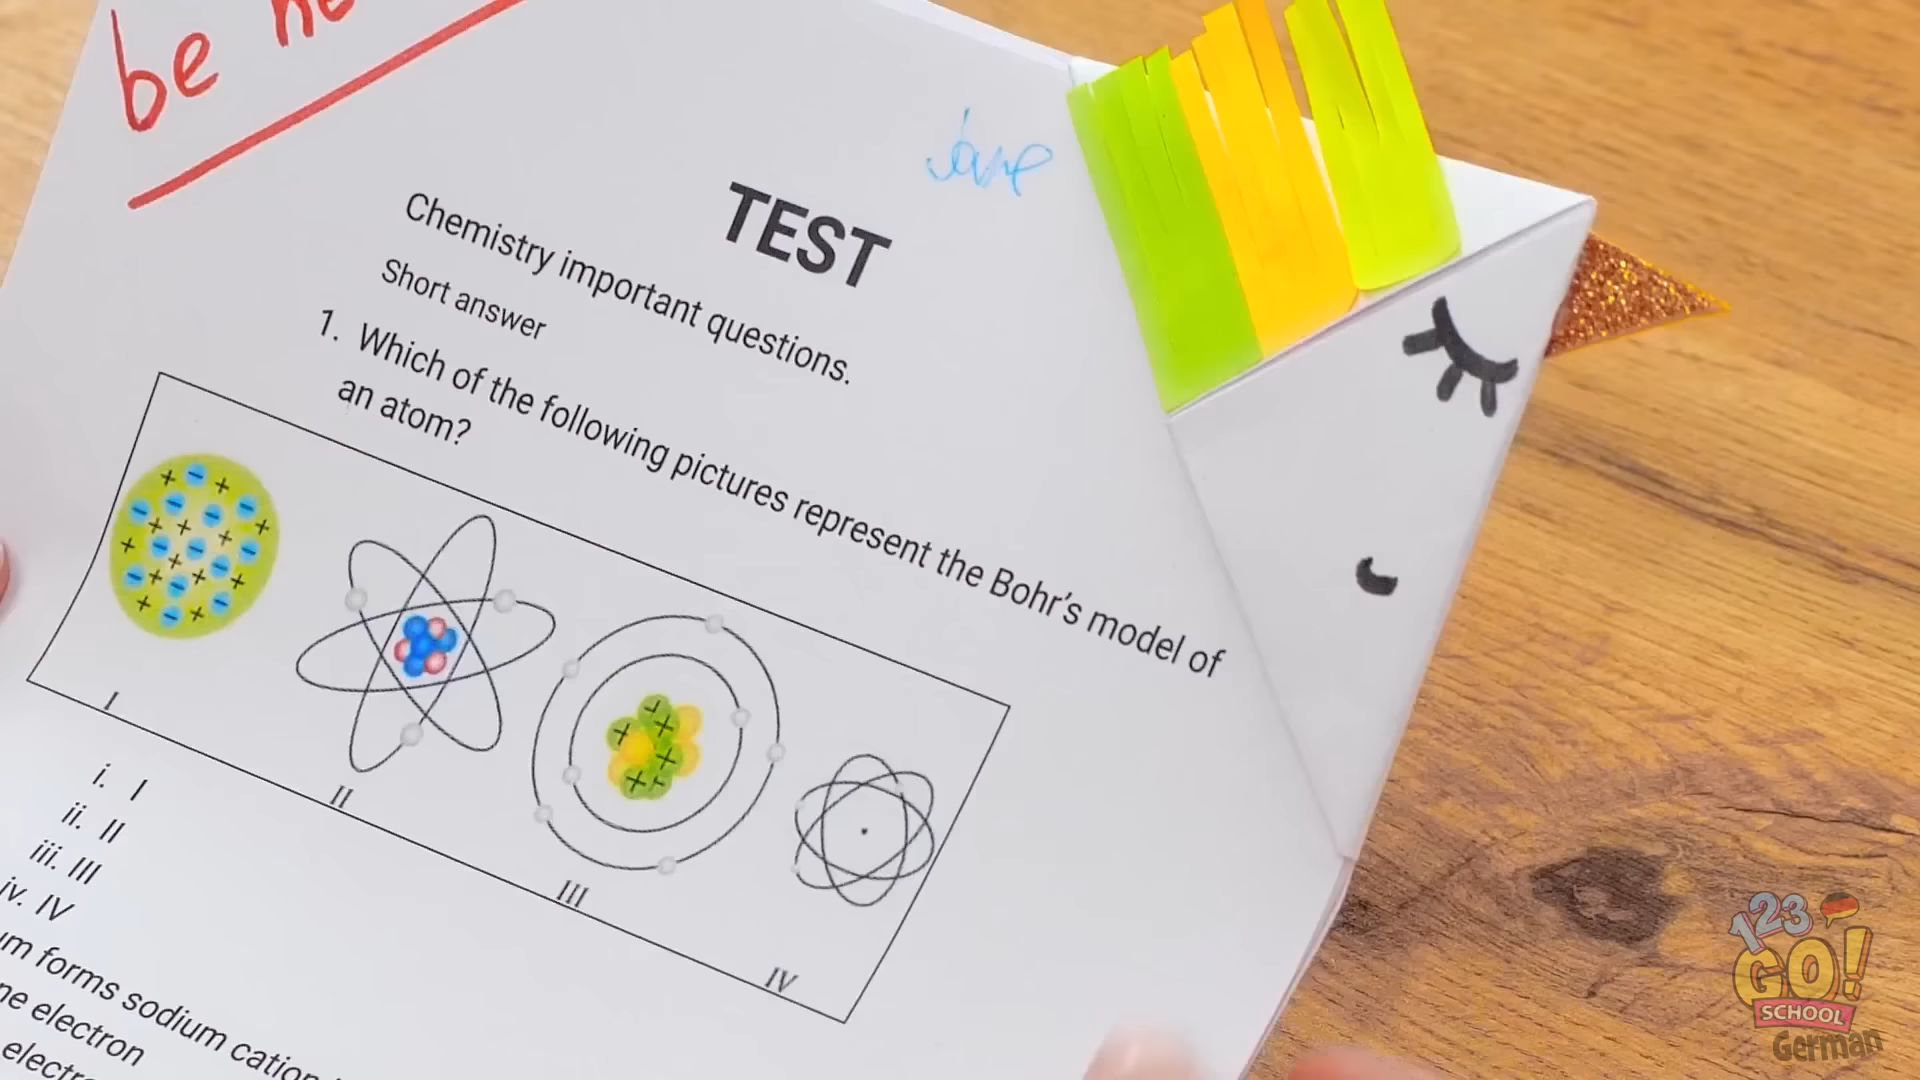 be
Jane
TEST
Chemistry important questions.
Short answer
1. Which of the following pictures represent the Bohr's model of
an atom?
I
II
III
IV
i. I
ii. II
iii. III
iv. IV
forms sodium cation
electron
123
GO!
SCHOOL
German